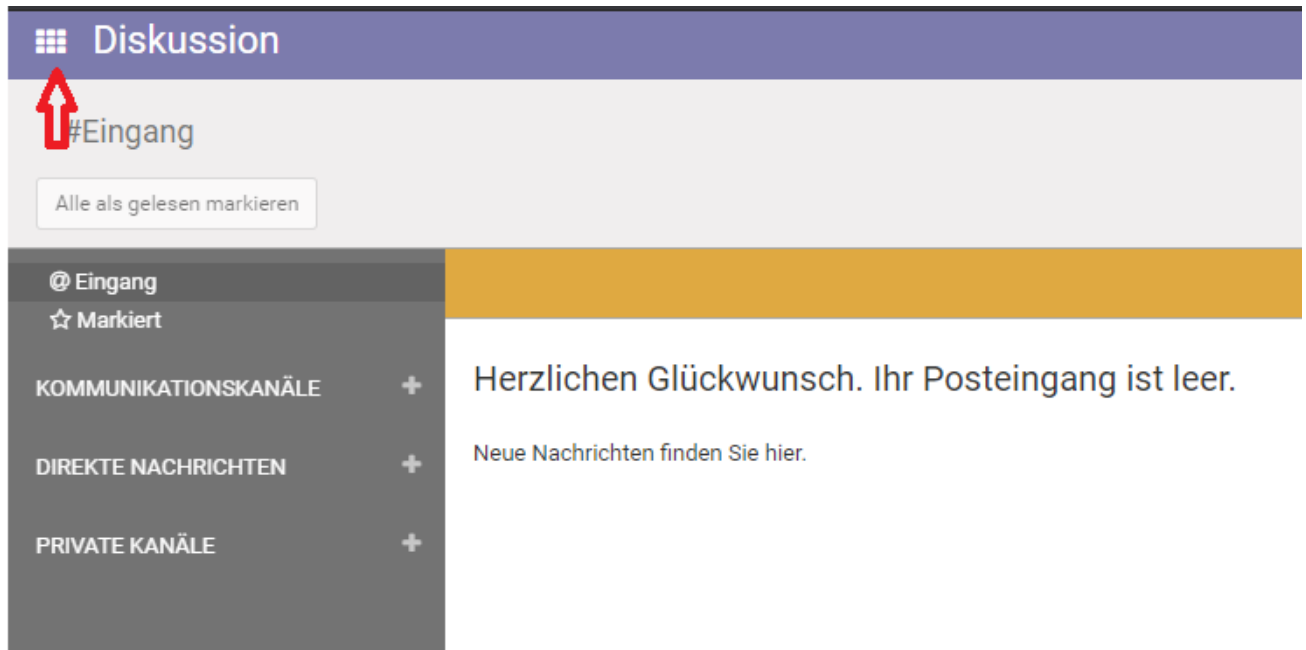 Diskussion
#Eingang
Alle als gelesen markieren
@ Eingang
Markiert
KOMMUNIKATIONSKANÄLE +
DIREKTE NACHRICHTEN +
PRIVATE KANÄLE +
Herzlichen Glückwunsch. Ihr Posteingang ist leer.
Neue Nachrichten finden Sie hier.